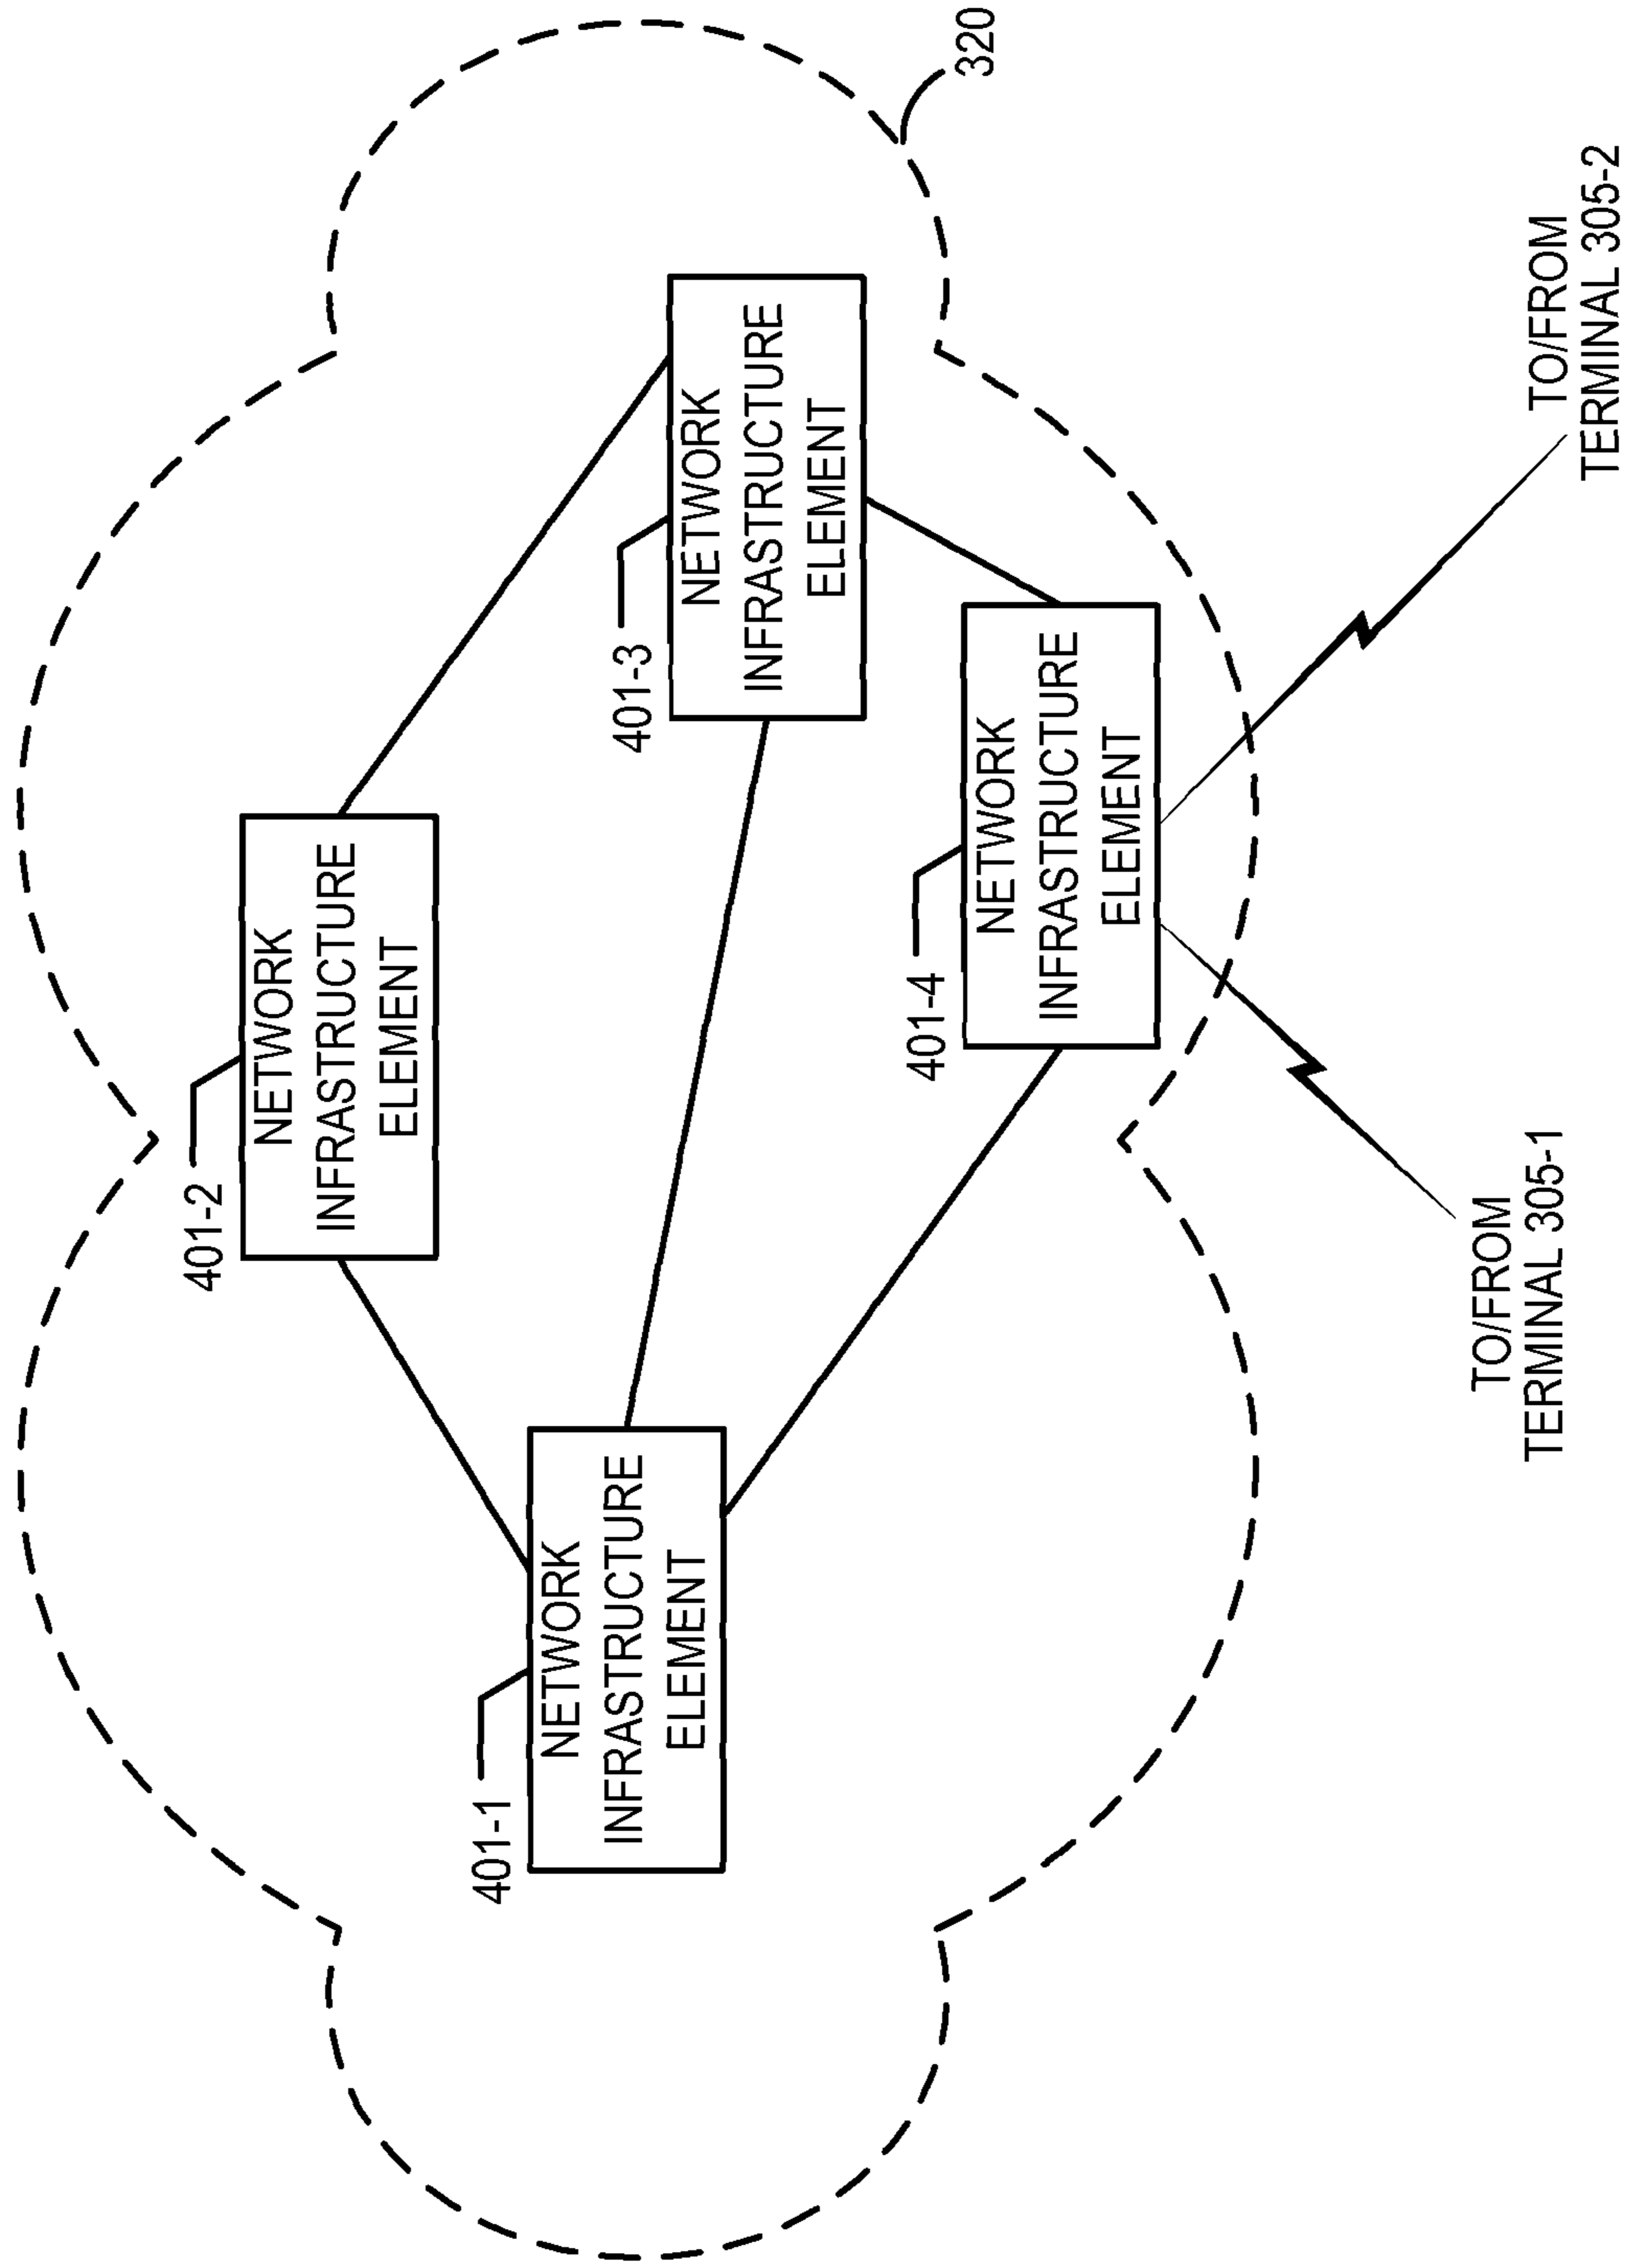 401-2
NETWORK
INFRASTRUCTURE
ELEMENT
401-1
NETWORK
INFRASTRUCTURE
ELEMENT
401-3
NETWORK
INFRASTRUCTURE
ELEMENT
401-4
NETWORK
INFRASTRUCTURE
ELEMENT
320
TO/FROM
TERMINAL 305-1
TO/FROM
TERMINAL 305-2